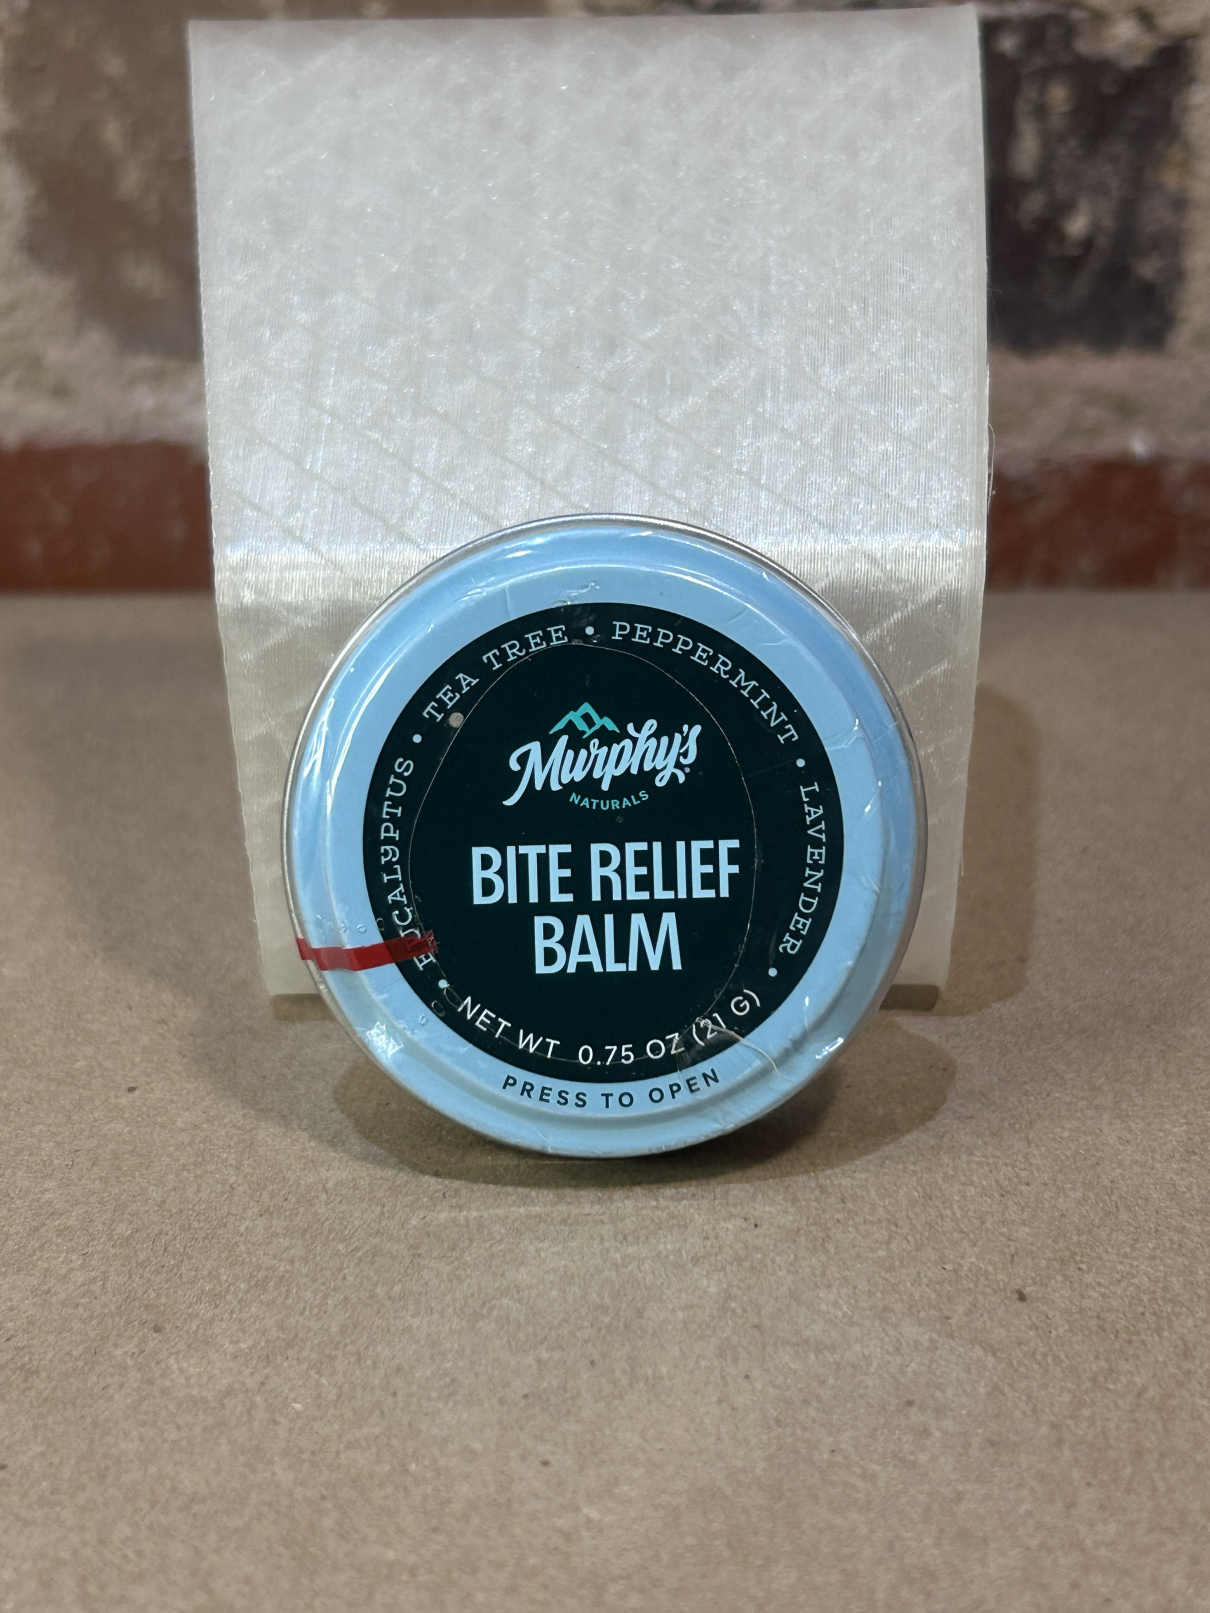 EUCALYPTUS • TEA TREE • PEPPERMINT • LAVENDER •
Murphy's
NATURALS
BITE RELIEF
BALM
• NET WT 0.75 OZ (21 G)
PRESS TO OPEN